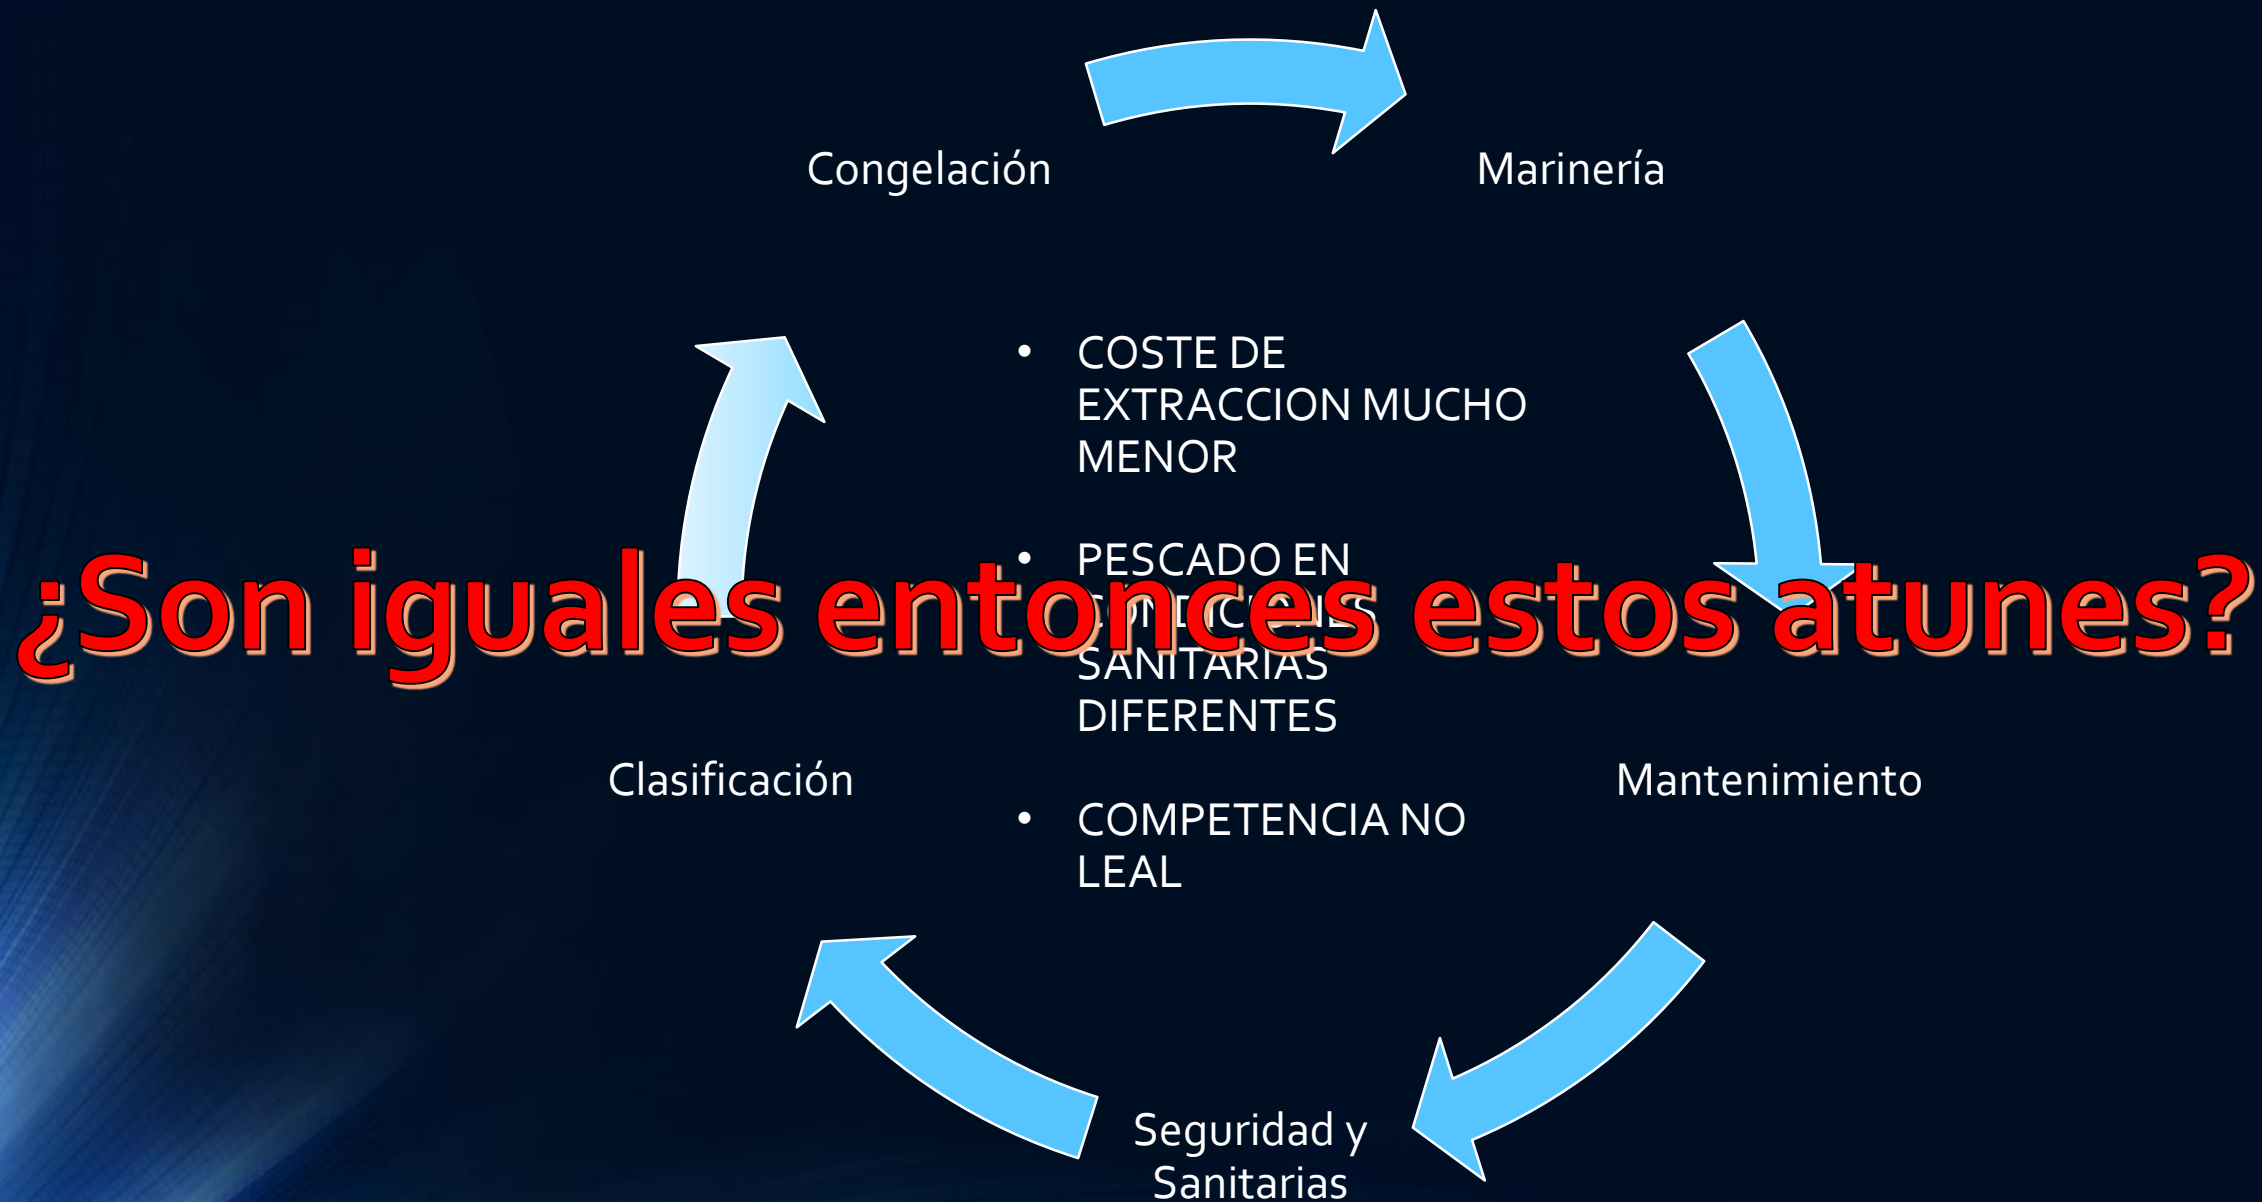 Congelación
Marinería
• COSTE DE
EXTRACCION MUCHO
MENOR
• PESCADO EN
CONDICIONES
SANITARIAS
DIFERENTES
• COMPETENCIA NO
LEAL
¿Son iguales entonces estos atunes?
Clasificación
Mantenimiento
Seguridad y
Sanitarias